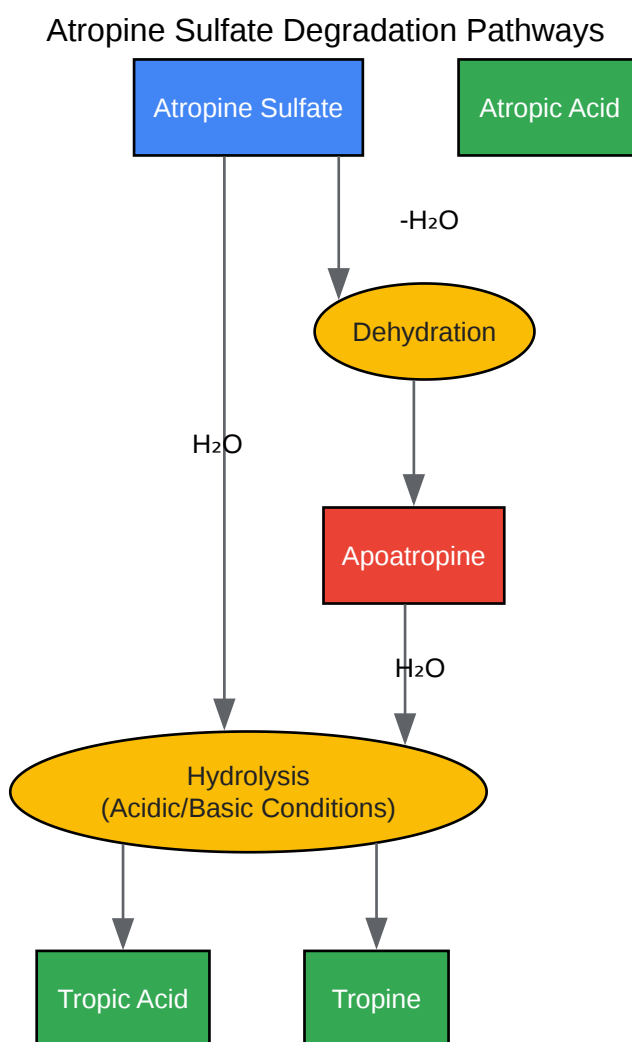 Atropine Sulfate Degradation Pathways
Atropine Sulfate
Atropic Acid
-H₂O
Dehydration
H₂O
Apoatropine
H₂O
Hydrolysis
(Acidic/Basic Conditions)
Tropic Acid
Tropine